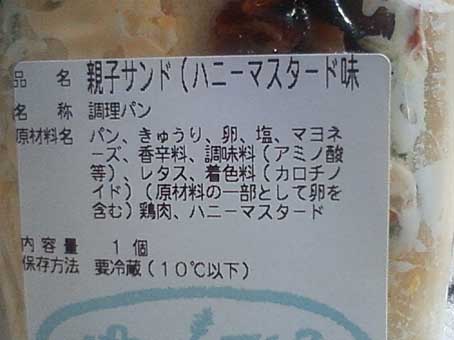 品 名 親子サンド(ハニーマスタード味
名 称 調理パン
原材料名 パン、きゅうり、卵、塩、マヨネ
ーズ、香辛料、調味料(アミノ酸
等)、レタス、着色料(カロチノ
イド)(原材料の一部として卵を
含む)鶏肉、ハニーマスタード
内容量 1個
保存方法 要冷蔵(10℃以下)